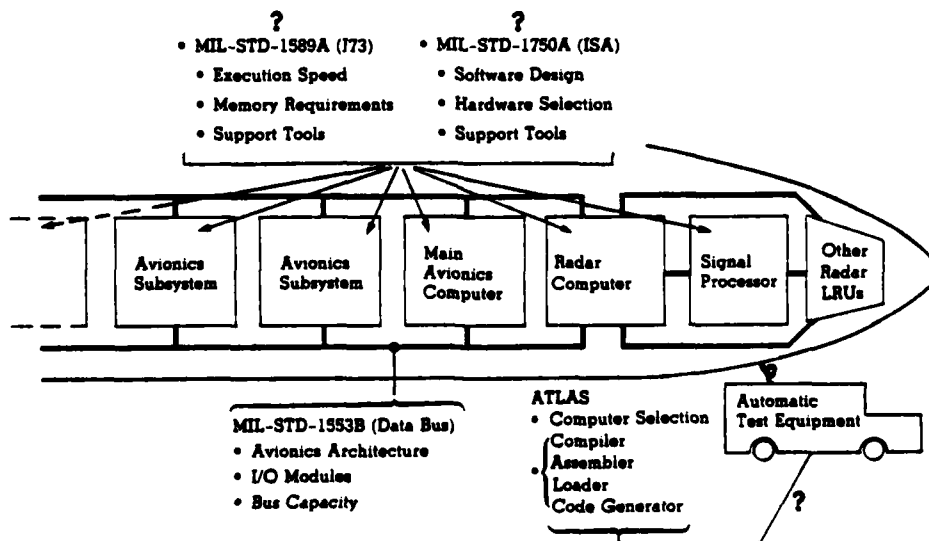 ?
• MIL-STD-1589A (J73)
• Execution Speed
• Memory Requirements
• Support Tools
?
• MIL-STD-1750A (ISA)
• Software Design
• Hardware Selection
• Support Tools
Avionics
Subsystem
Avionics
Subsystem
Main
Avionics
Computer
Radar
Computer
Signal
Processor
Other
Radar
LRUs
MIL-STD-1553B (Data Bus)
• Avionics Architecture
• I/O Modules
• Bus Capacity
ATLAS
• Computer Selection
• Compiler
Assembler
Loader
Code Generator
Automatic
Test Equipment
?